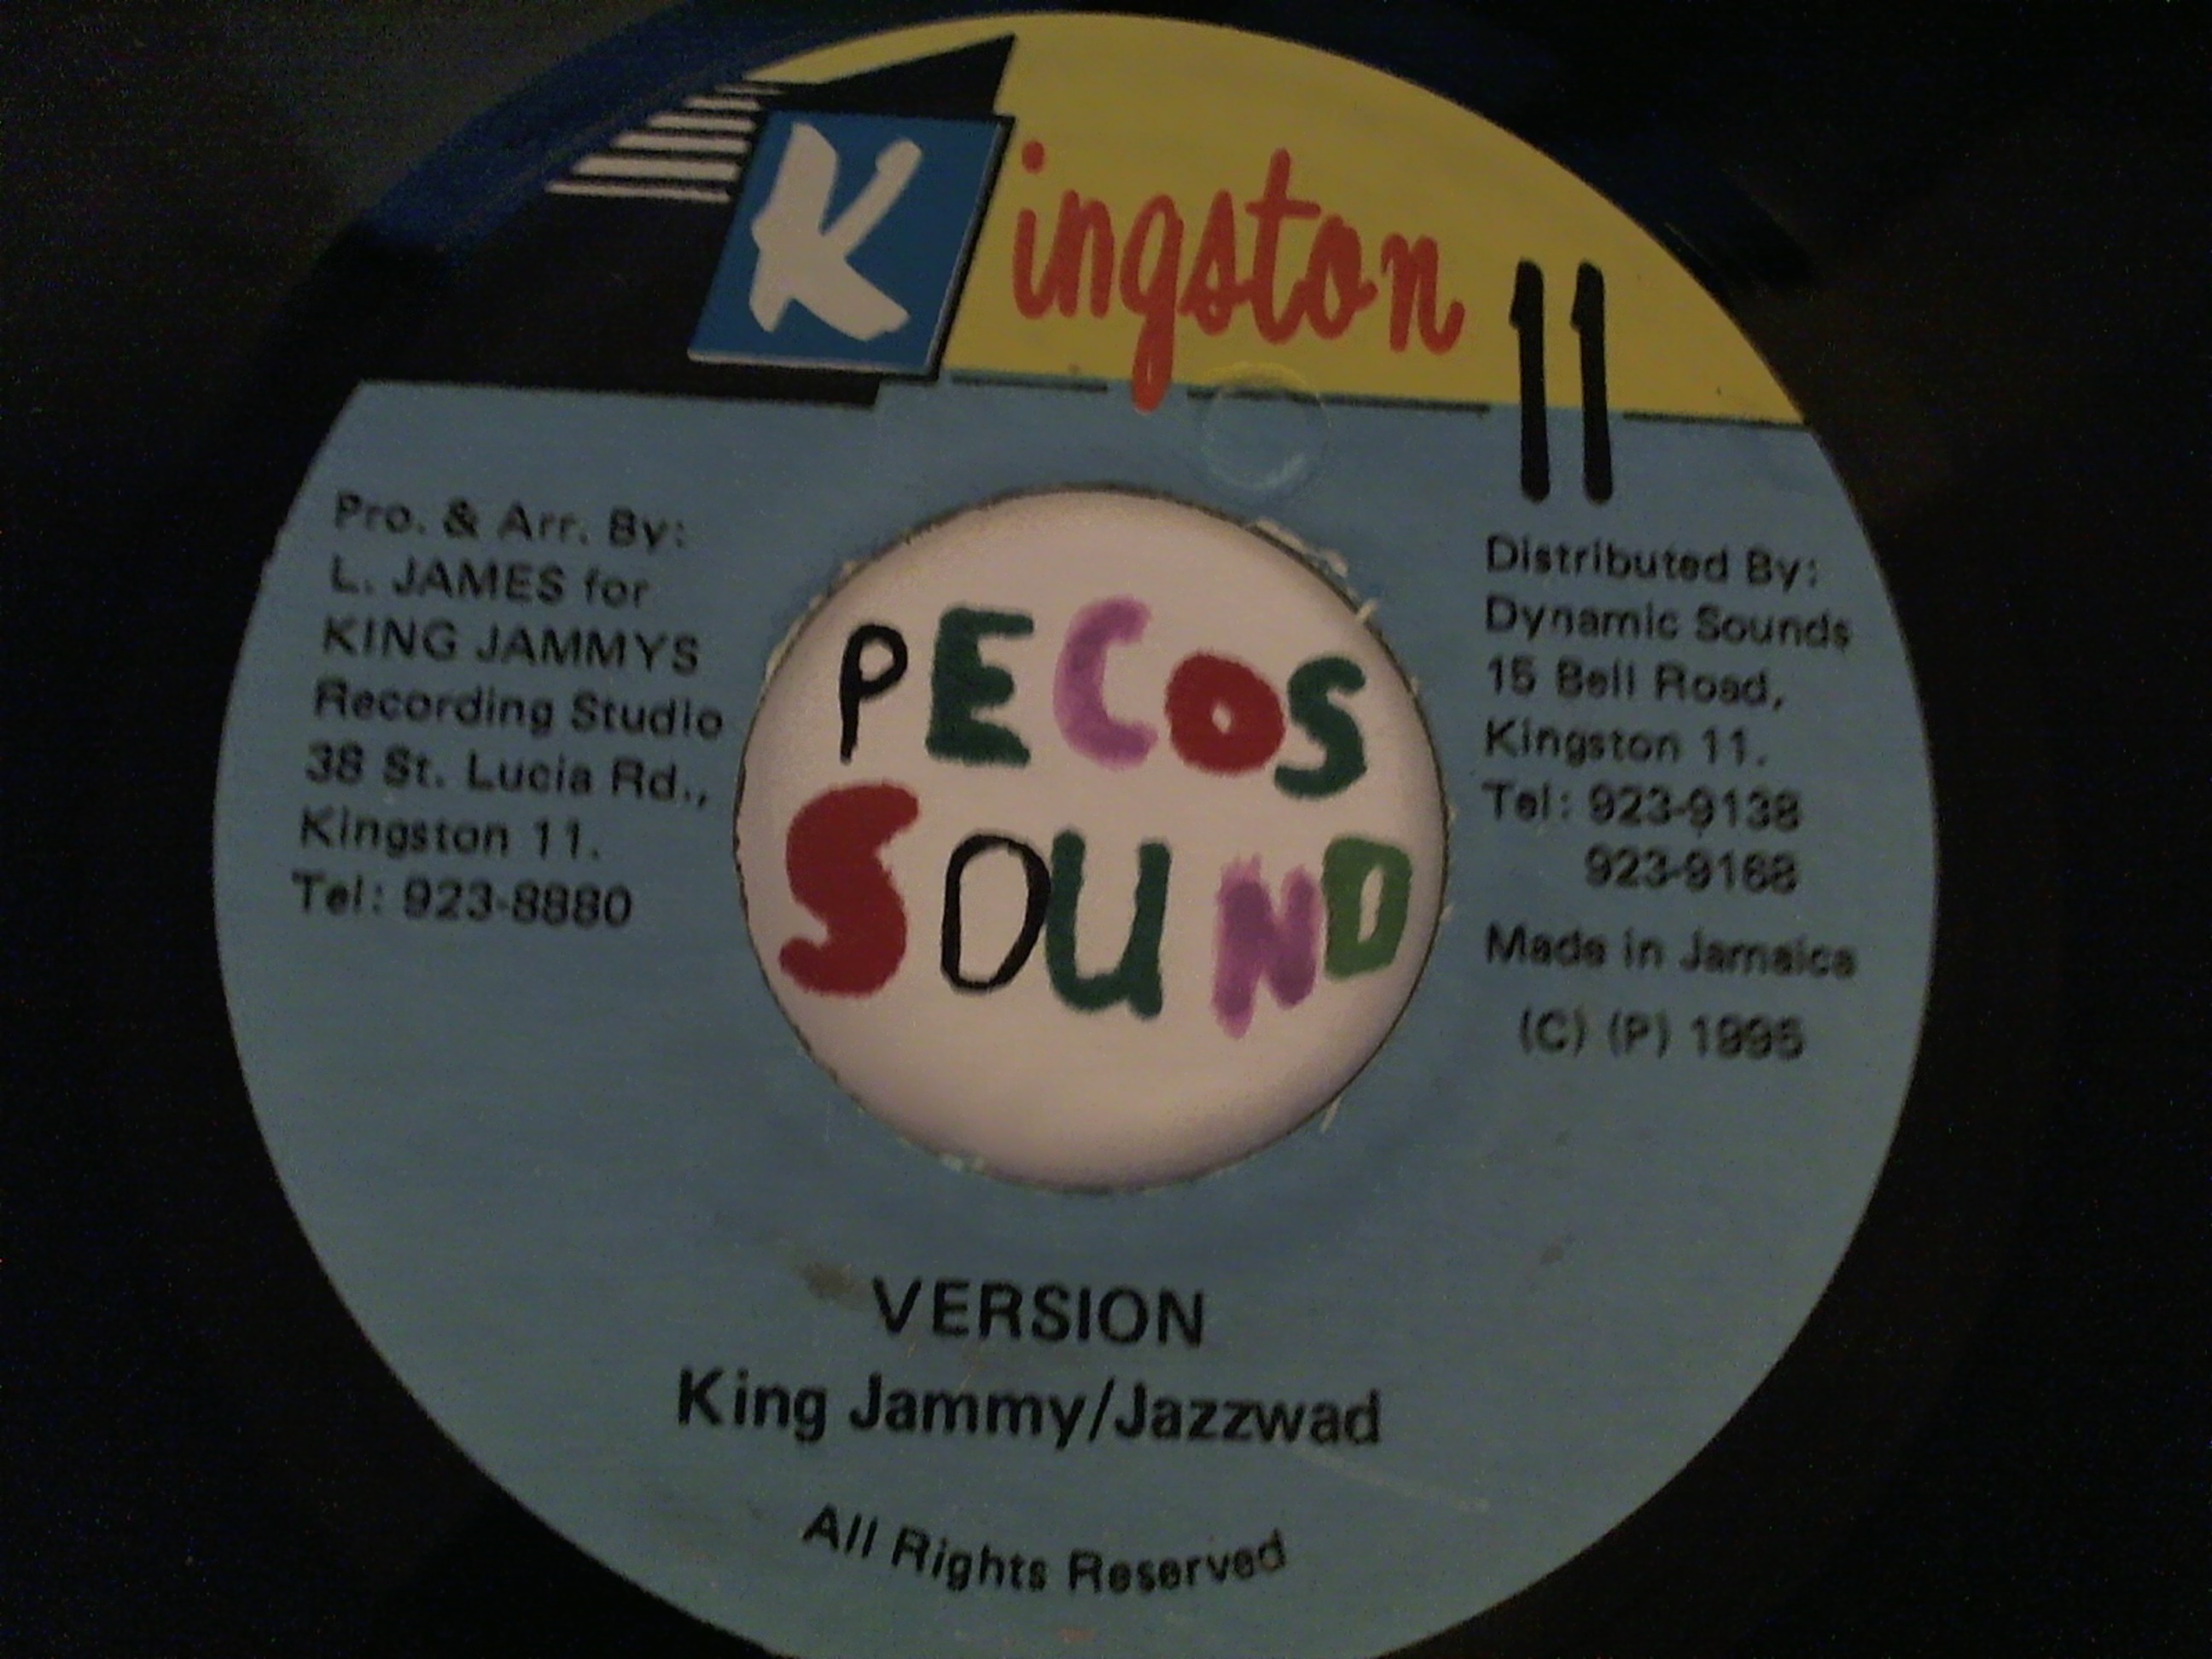 Kingston 11
Pro. & Arr. By:
L. JAMES for
KING JAMMYS
Recording Studio
38 St. Lucia Rd.,
Kingston 11.
Tel: 923-8880
PECOS
SOUND
Distributed By:
Dynamic Sounds
15 Bell Road,
Kingston 11.
Tel: 923-9138
923-9168
Made in Jamaica
(C) (P) 1995
VERSION
King Jammy/Jazzwad
All Rights Reserved